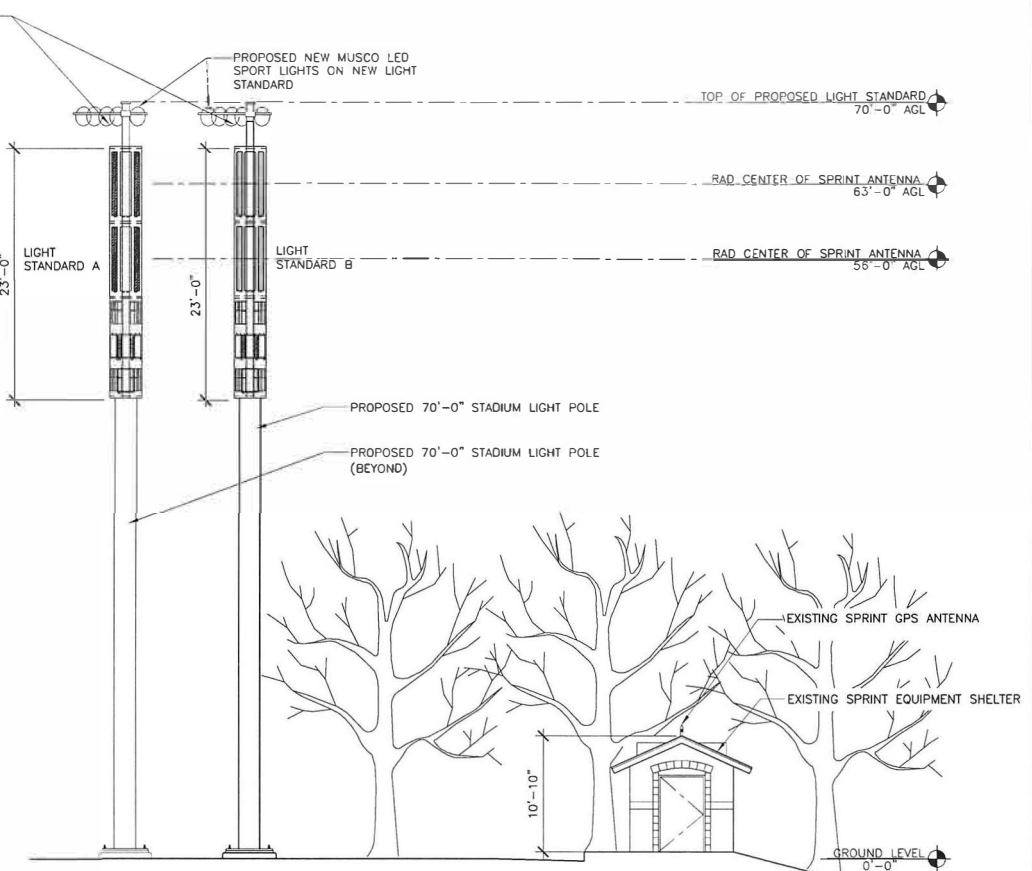 PROPOSED NEW MUSCO LED
SPORT LIGHTS ON NEW LIGHT
STANDARD
TOP OF PROPOSED LIGHT STANDARD
70'-0" AGL
RAD CENTER OF SPRINT ANTENNA
63'-0" AGL
LIGHT
STANDARD A
23'-0"
LIGHT
STANDARD B
23'-0"
RAD CENTER OF SPRINT ANTENNA
56'-0" AGL
PROPOSED 70'-0" STADIUM LIGHT POLE
PROPOSED 70'-0" STADIUM LIGHT POLE
(BEYOND)
EXISTING SPRINT GPS ANTENNA
EXISTING SPRINT EQUIPMENT SHELTER
10'-10"
GROUND LEVEL
0'-0"